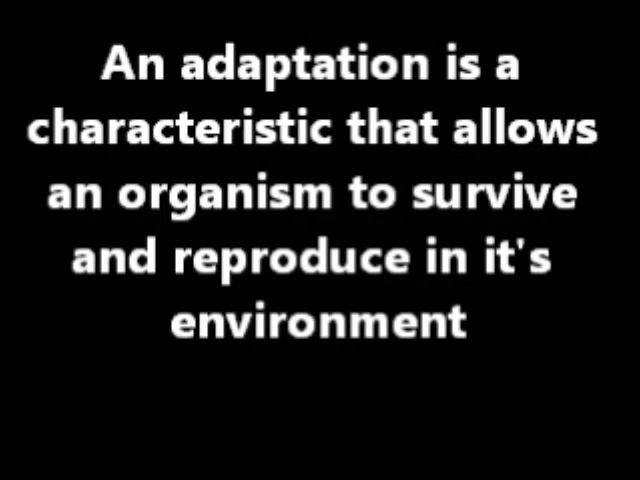 An adaptation is a
characteristic that allows
an organism to survive
and reproduce in it's
environment